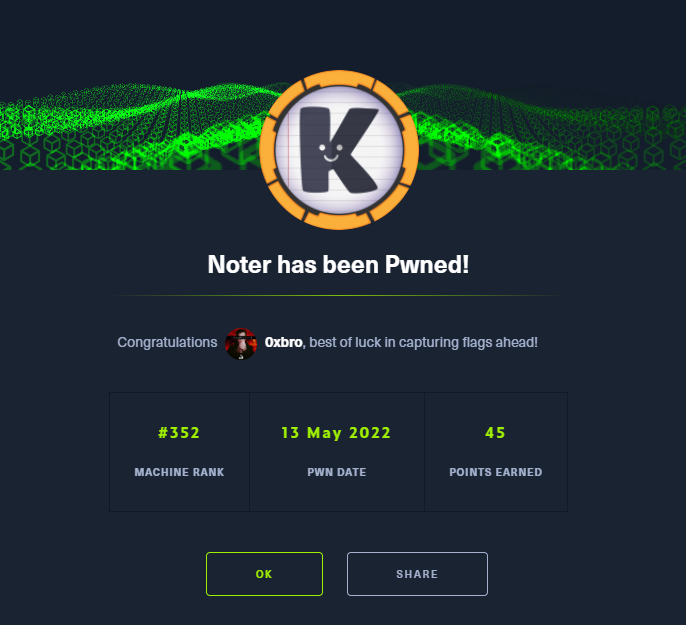 K
Noter has been Pwned!
Congratulations 0xbro, best of luck in capturing flags ahead!
#352 13 May 2022 45
MACHINE RANK PWN DATE POINTS EARNED
OK SHARE